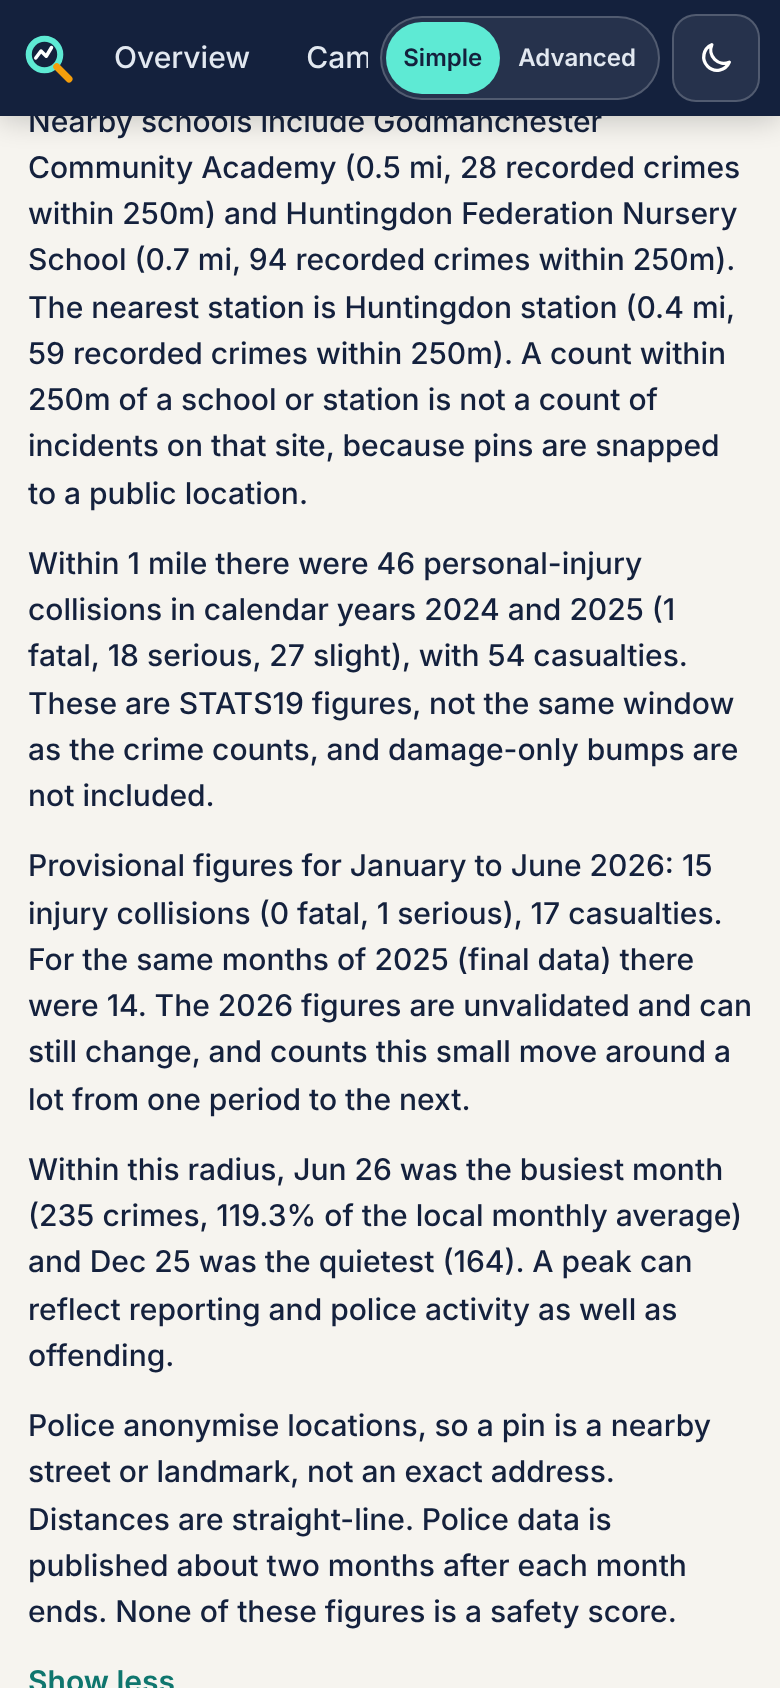 Overview
Cam
Simple
Advanced
Nearby schools include Godmanchester
Community Academy (0.5 mi, 28 recorded crimes
within 250m) and Huntingdon Federation Nursery
School (0.7 mi, 94 recorded crimes within 250m).
The nearest station is Huntingdon station (0.4 mi,
59 recorded crimes within 250m). A count within
250m of a school or station is not a count of
incidents on that site, because pins are snapped
to a public location.
Within 1 mile there were 46 personal-injury
collisions in calendar years 2024 and 2025 (1
fatal, 18 serious, 27 slight), with 54 casualties.
These are STATS19 figures, not the same window
as the crime counts, and damage-only bumps are
not included.
Provisional figures for January to June 2026: 15
injury collisions (0 fatal, 1 serious), 17 casualties.
For the same months of 2025 (final data) there
were 14. The 2026 figures are unvalidated and can
still change, and counts this small move around a
lot from one period to the next.
Within this radius, Jun 26 was the busiest month
(235 crimes, 119.3% of the local monthly average)
and Dec 25 was the quietest (164). A peak can
reflect reporting and police activity as well as
offending.
Police anonymise locations, so a pin is a nearby
street or landmark, not an exact address.
Distances are straight-line. Police data is
published about two months after each month
ends. None of these figures is a safety score.
Show less